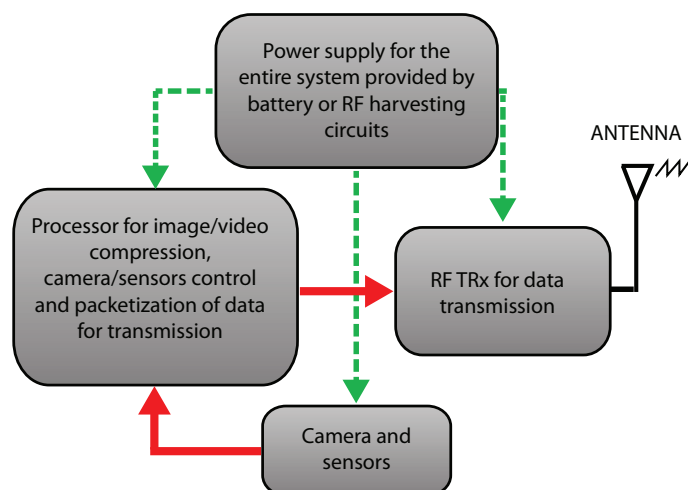 Power supply for the
entire system provided by
battery or RF harvesting
circuits
ANTENNA
Processor for image/video
compression,
camera/sensors control
and packetization of data
for transmission
RF TRx for data
transmission
Camera and
sensors